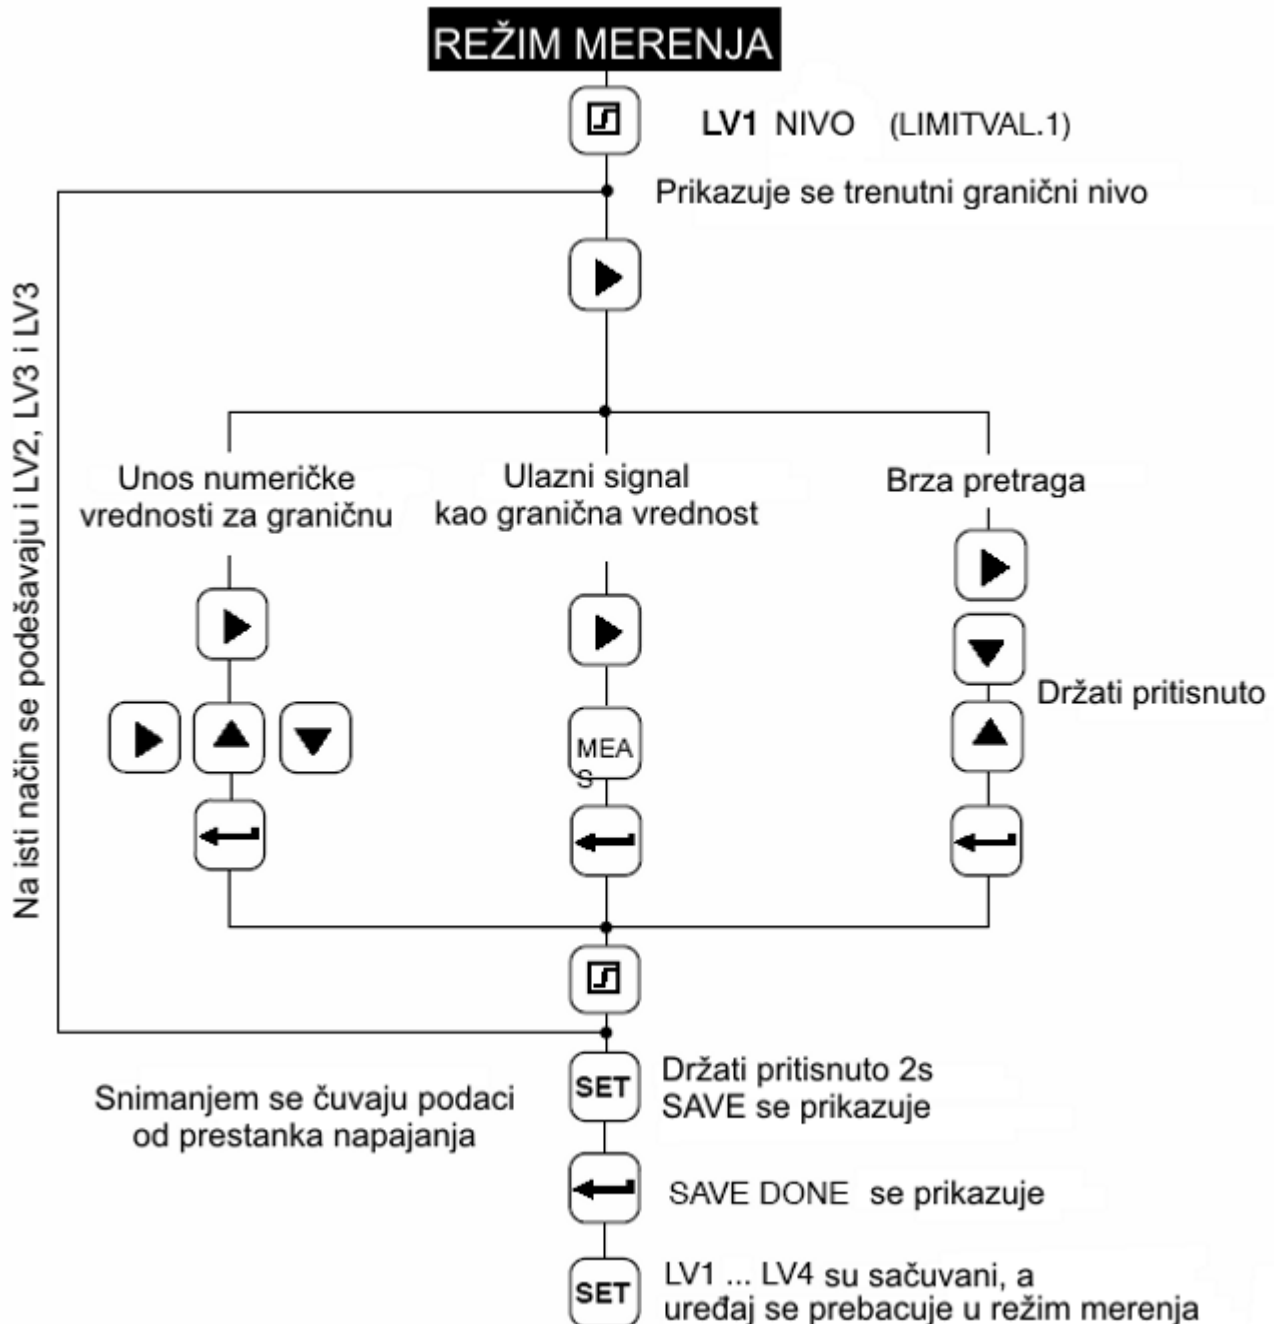 REŽIM MERENJA
LV1 NIVO (LIMITVAL.1)
Prikazuje se trenutni granični nivo
Na isti način se podešavaju i LV2, LV3 i LV3
Unos numeričke
vrednosti za graničnu
Ulazni signal
kao granična vrednost
Brza pretraga
Držati pritisnuto
MEA
S
SET
Držati pritisnuto 2s
SAVE se prikazuje
Snimanjem se čuvaju podaci
od prestanka napajanja
SAVE DONE se prikazuje
SET
LV1 ... LV4 su sačuvani, a
uređaj se prebacuje u režim merenja